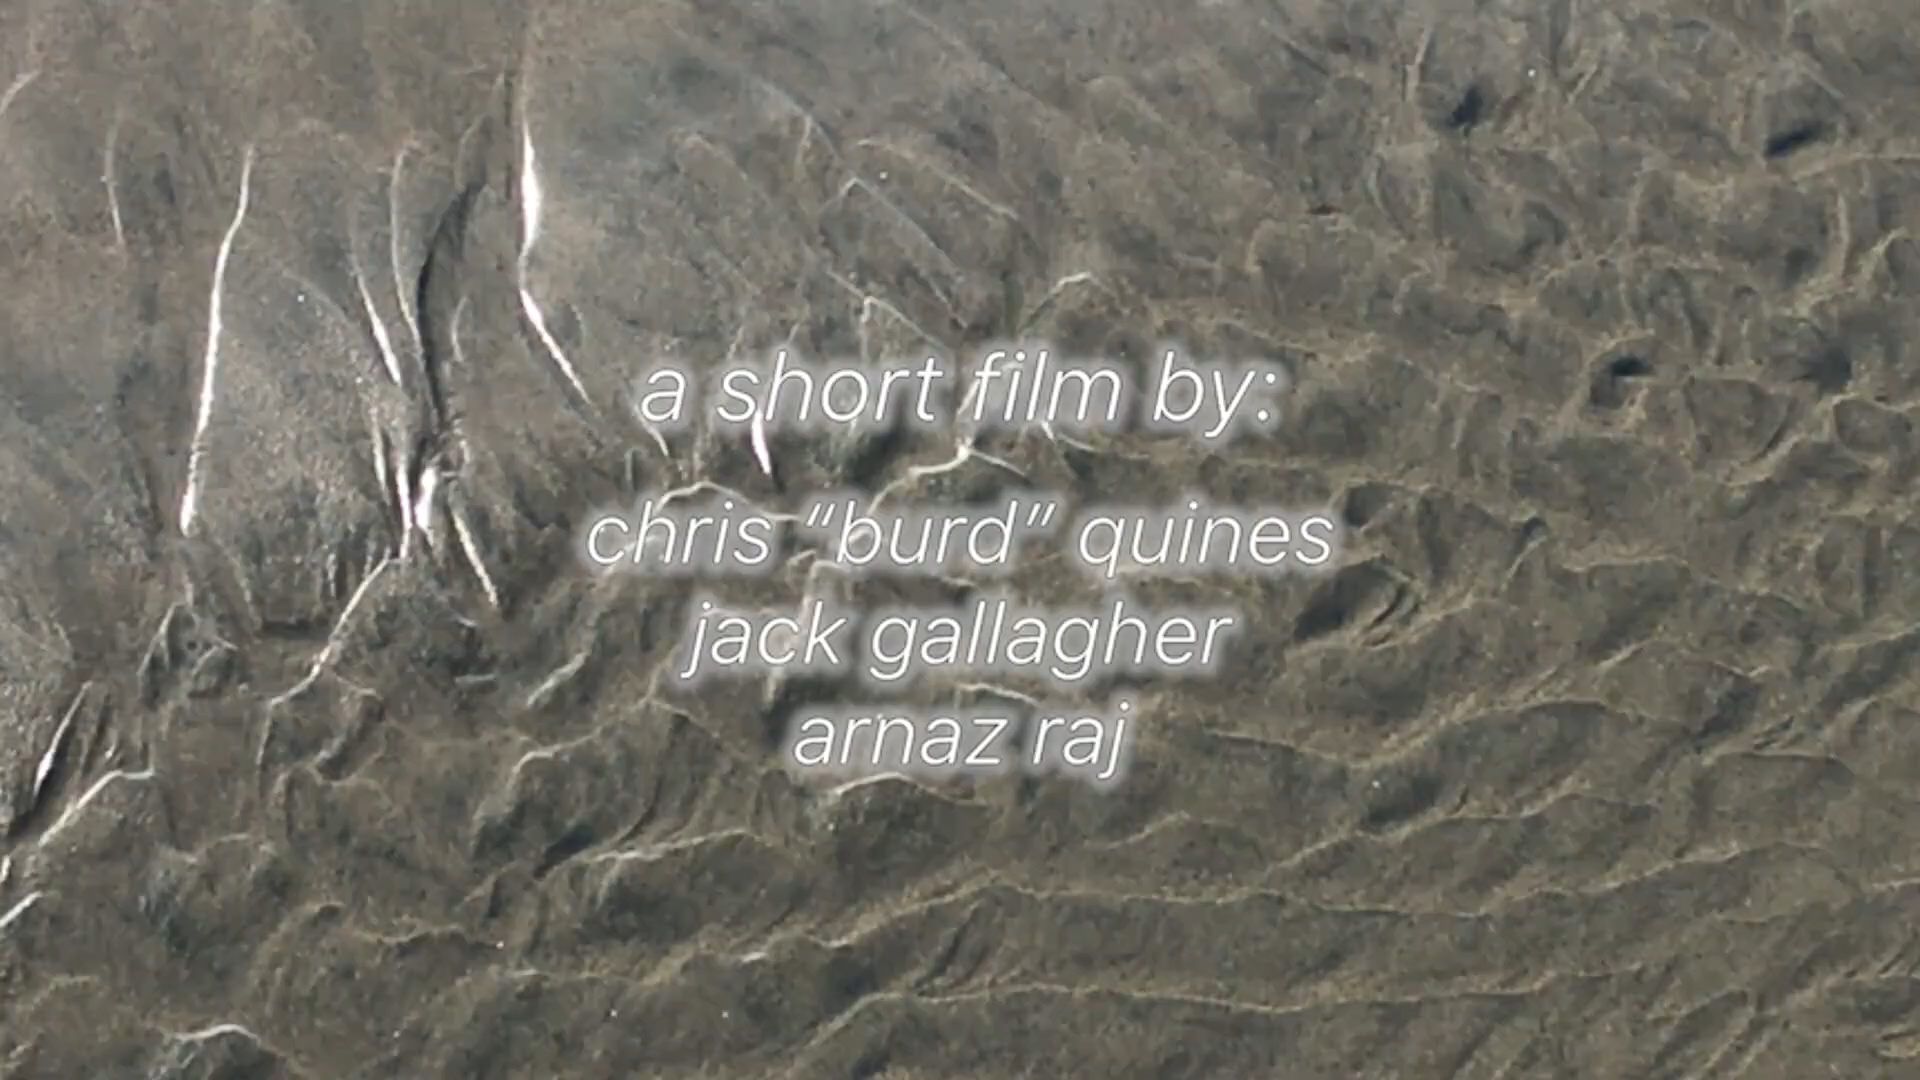 a short film by:
chris “burd” quines
jack gallagher
arnaz raj